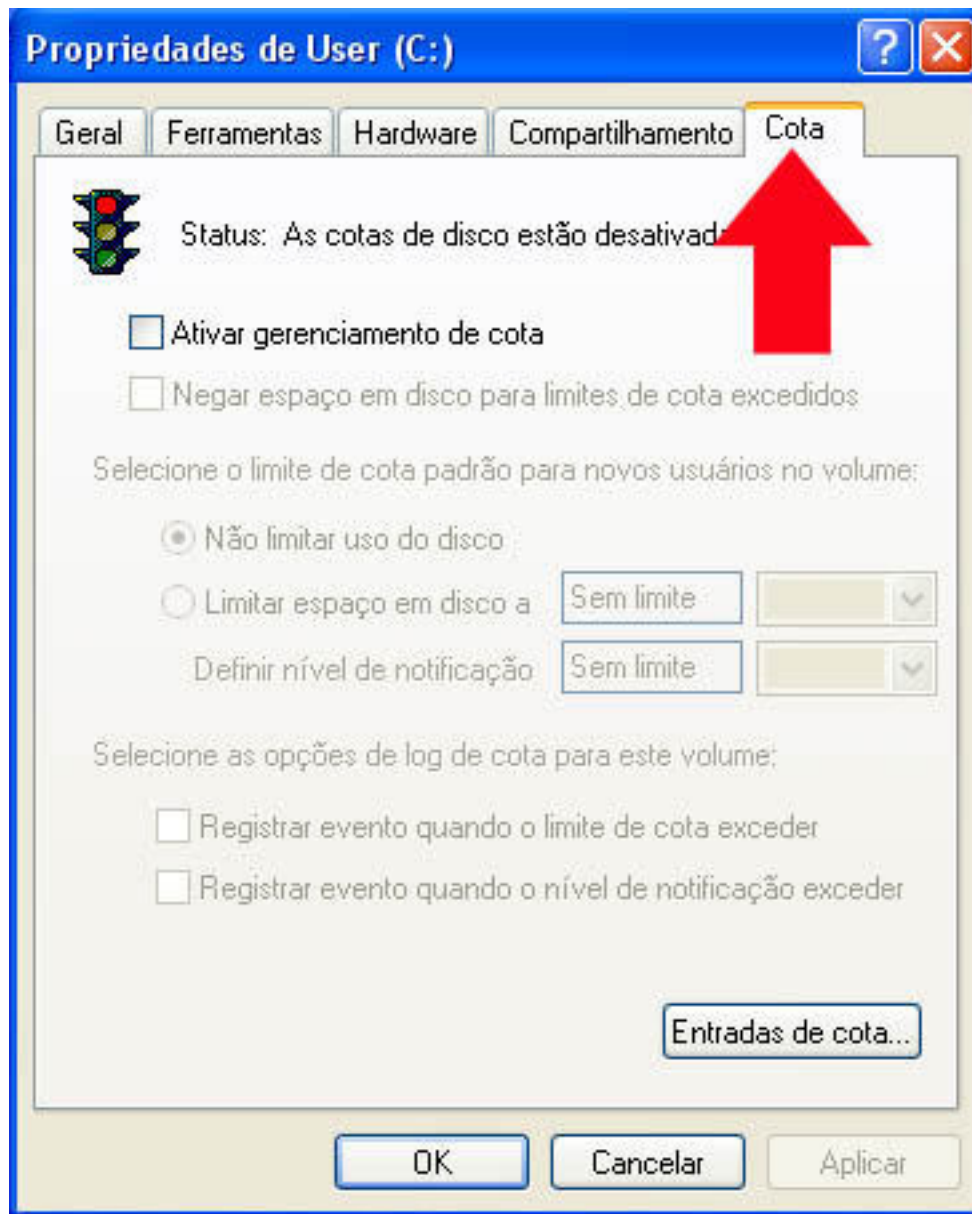 Propriedades de User (C:)
Geral Ferramentas Hardware Compartilhamento Cota
Status: As cotas de disco estão
Ativar gerenciamento de cota
Negar espaço em disco para limites de cota excedidos
Selecione o limite de cota padrão para novos usuários no volume:
Não limitar uso do disco
Limitar espaço em disco a Sem limite
Definir nível de notificação Sem limite
Selecione as opções de log de cota para este volume:
Registrar evento quando o limite de cota exceder
Registrar evento quando o nível de notificação exceder
Entradas de cota...
OK Cancelar Aplicar